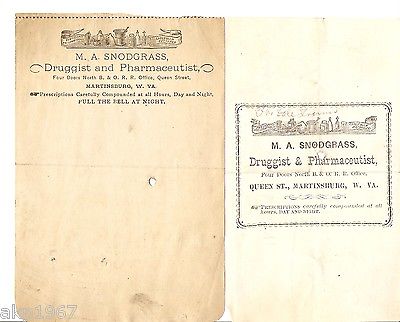 M. A. SNODGRASS,
Druggist and Pharmaceutist,
Four Doors North B. & O. R. R. Office, Queen Street,
MARTINSBURG, W. VA.
Prescriptions Carefully Compounded at all Hours, Day and Night,
PULL THE BELL AT NIGHT.
M. A. SNODGRASS,
Druggist & Pharmaceutist,
Four Doors North B. & O. R. R. Office,
QUEEN ST., MARTINSBURG, W. VA.
PRESCRIPTIONS carefully compounded at all
hours, DAY AND NIGHT.
akp1967